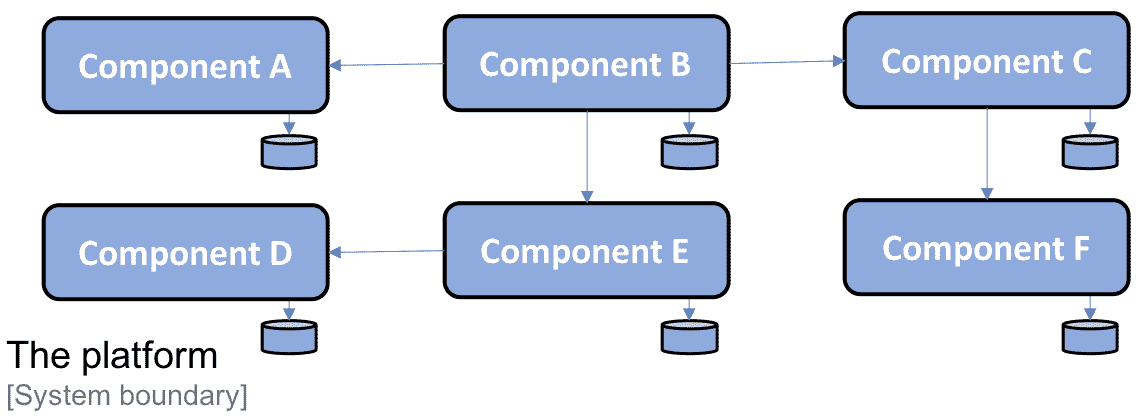 Component A
Component B
Component C
Component D
Component E
Component F
The platform
[System boundary]